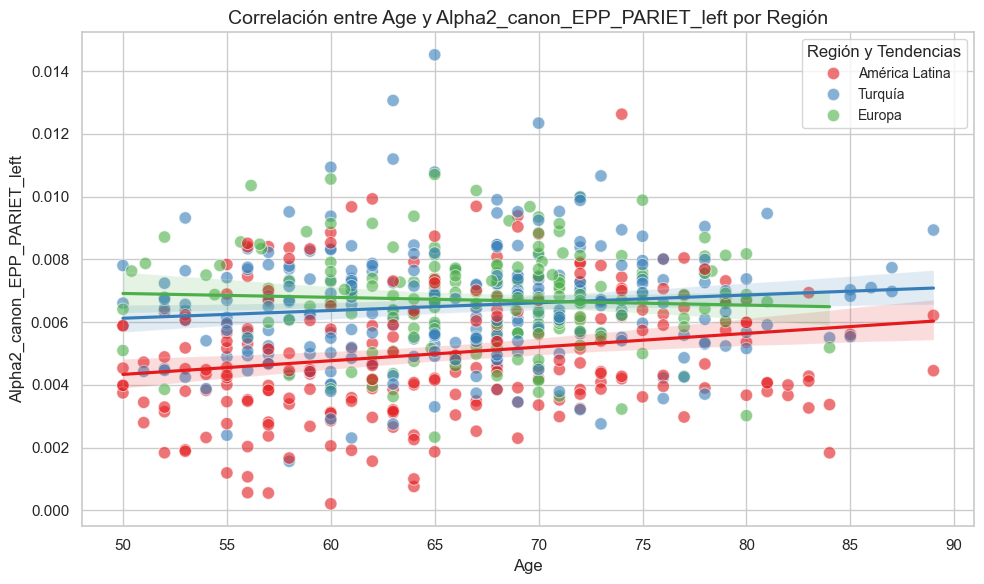 Correlación entre Age y Alpha2_canon_EPP_PARIET_left por Región
Región y Tendencias
América Latina
Turquía
Europa
Alpha2_canon_EPP_PARIET_left
0.014
0.012
0.010
0.008
0.006
0.004
0.002
0.000
50 55 60 65 70 75 80 85 90
Age